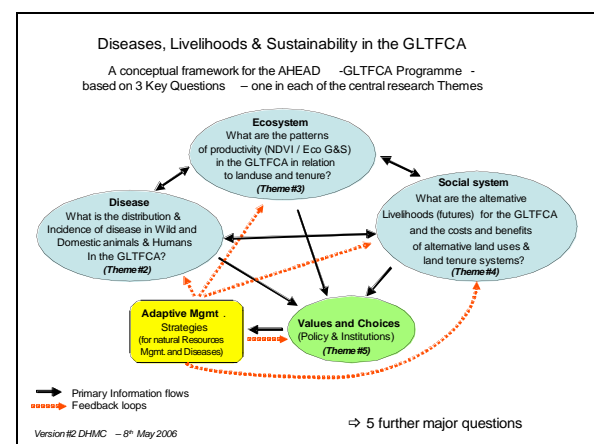 Diseases, Livelihoods & Sustainability in the GLTFCA
A conceptual framework for the AHEAD -GLTFCA Programme -
based on 3 Key Questions – one in each of the central research Themes
Ecosystem
What are the patterns
of productivity (NDVI / Eco G&S)
in the GLTFCA in relation
to landuse and tenure?
(Theme#3)
Disease
What is the distribution &
Incidence of disease in Wild and
Domestic animals & Humans
In the GLTFCA?
(Theme#2)
Social system
What are the alternative
Livelihoods (futures) for the GLTFCA
and the costs and benefits
of alternative land uses &
land tenure systems?
(Theme#4)
Adaptive Mgmt .
Strategies
(for natural Resources
Mgmt. and Diseases)
Values and Choices
(Policy & Institutions)
(Theme#5)
Primary Information flows
Feedback loops
⇨ 5 further major questions
Version#2 DHMC – 8th May 2006